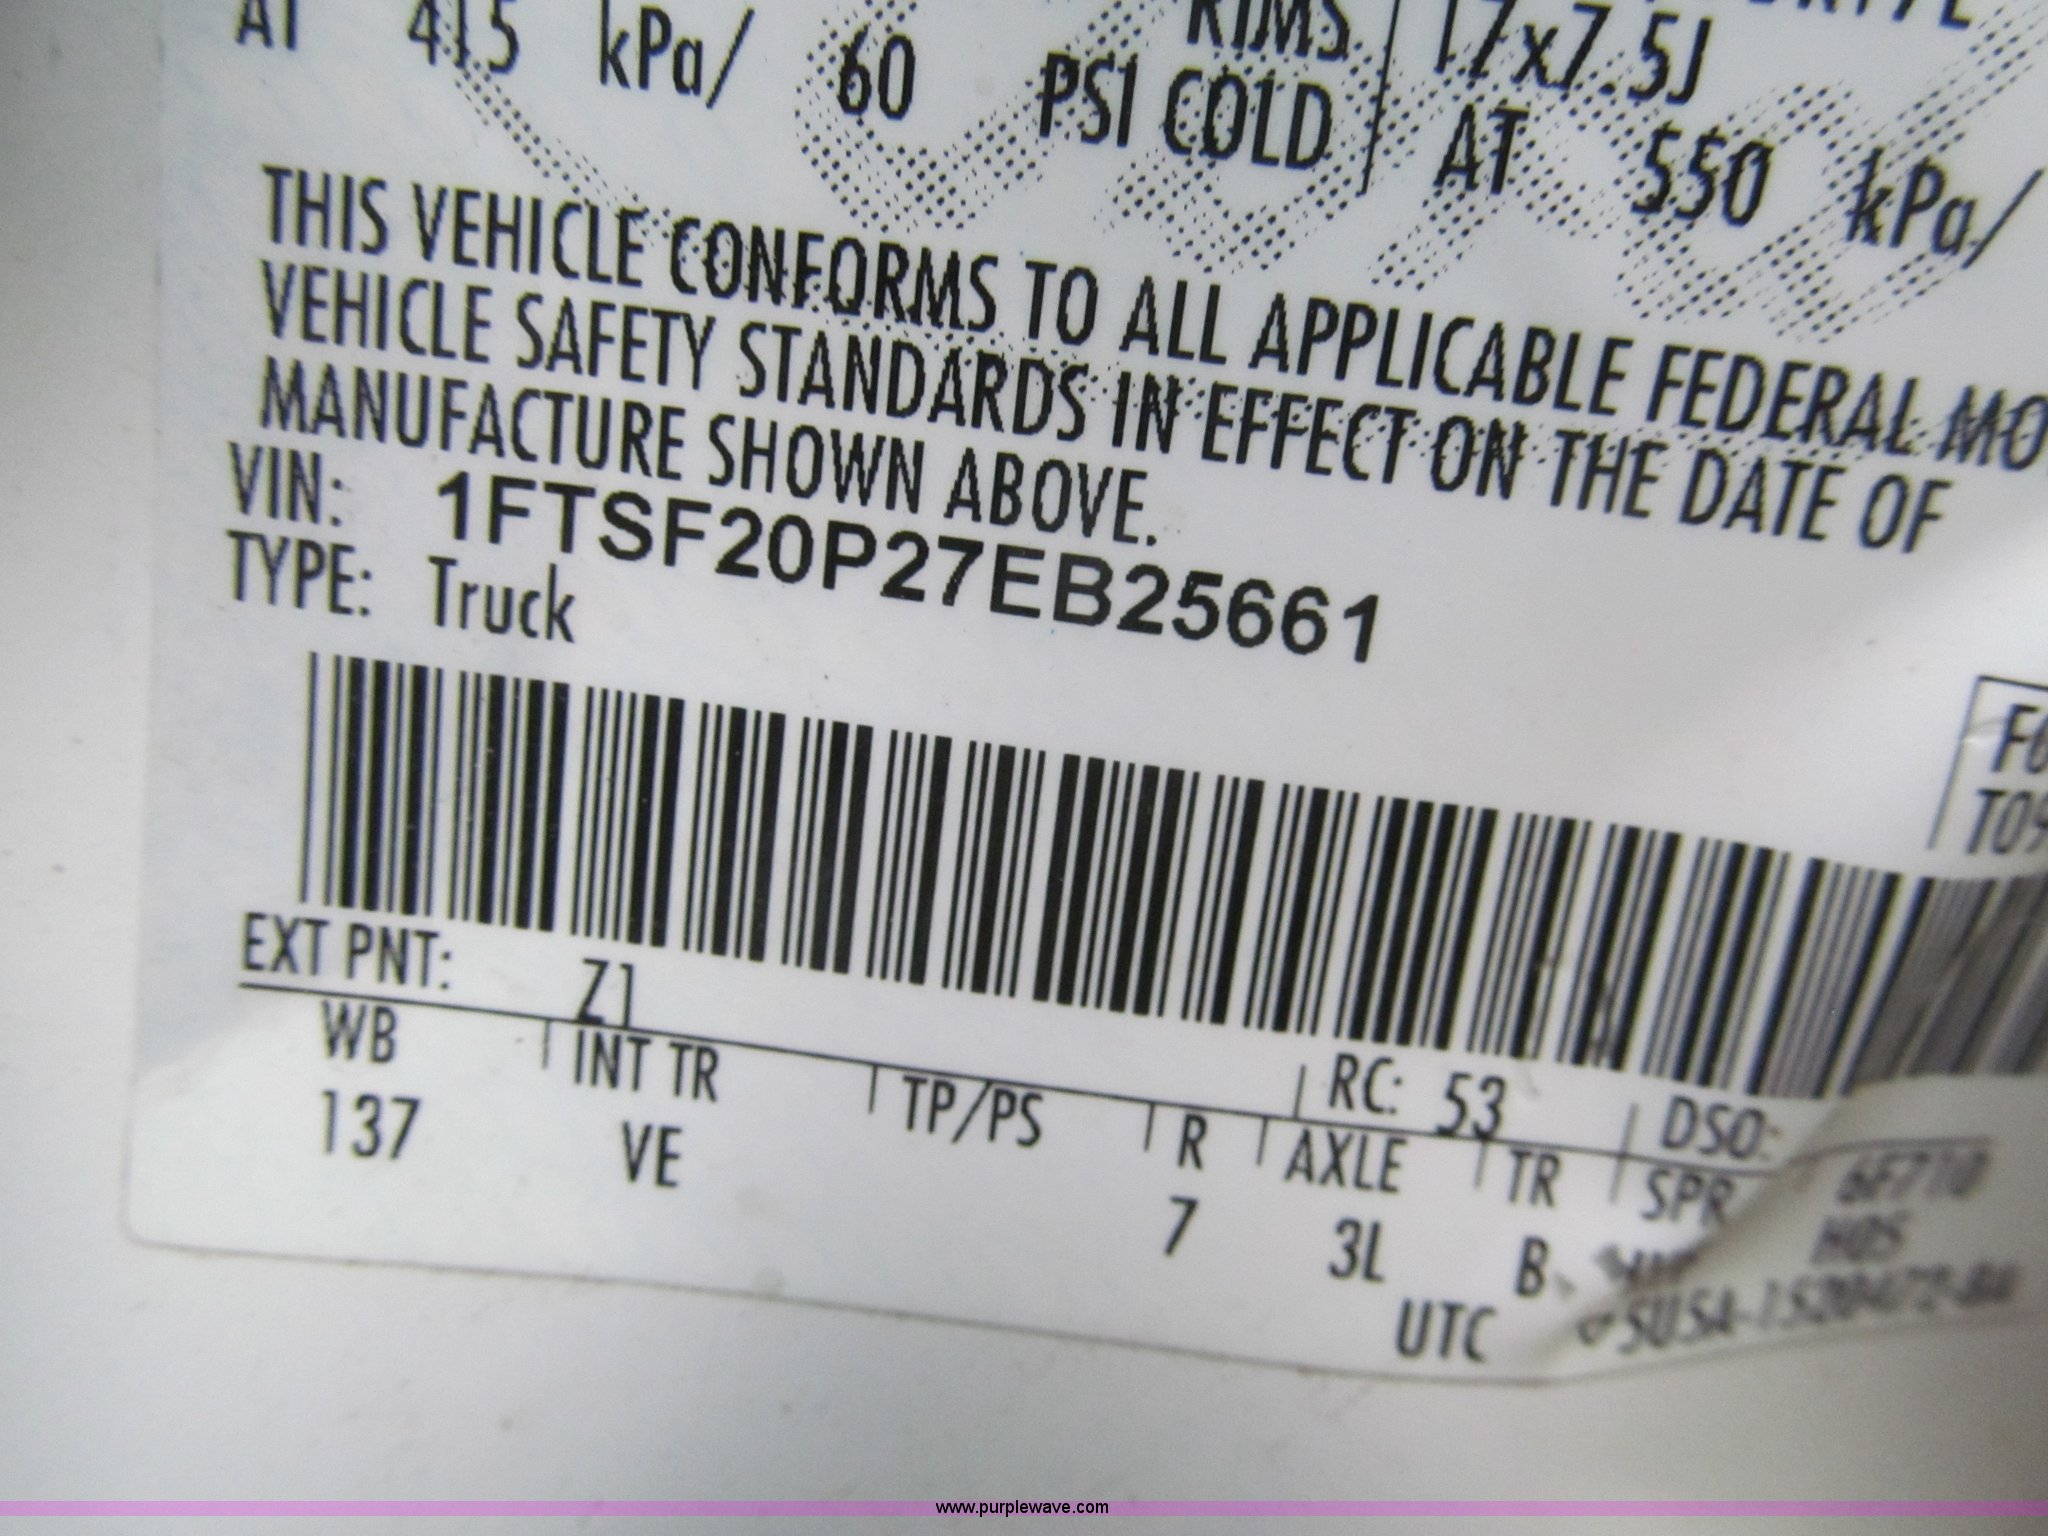 RIMS 17x7.5J
AT 415 kPa/ 60 PSI COLD AT 550 kPa/
THIS VEHICLE CONFORMS TO ALL APPLICABLE FEDERAL
VEHICLE SAFETY STANDARDS IN EFFECT ON THE DATE OF
MANUFACTURE SHOWN ABOVE.
VIN: 1FTSF20P27EB25661
TYPE: Truck
EXT PNT: Z1 RC: 53 DSO:
WB INT TR TP/PS R AXLE TR SPR
137 VE 7 3L B
UTC
www.purplewave.com